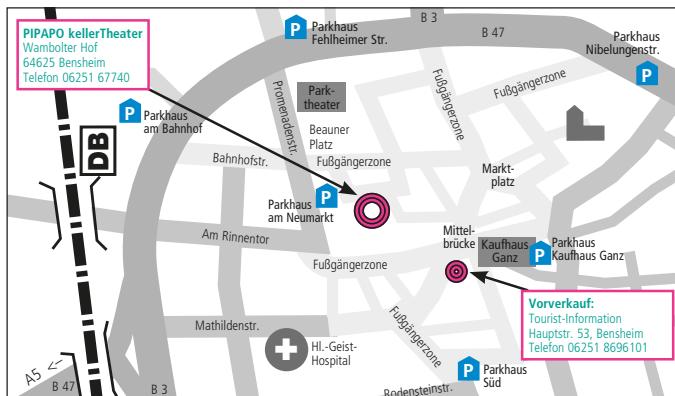 PIPAPO kellerTheater
Wambolter Hof
64625 Bensheim
Telefon 06251 67740
P
Parkhaus
Fehlheimer Str.
B 3
B 47
Parkhaus
Nibelungenstr.
P
Promenadenstr.
Park-
theater
Fußgängerzone
Fußgängerzone
P
Parkhaus
am Bahnhof
DB
Beauner
Platz
Bahnhofstr.
Fußgängerzone
Markt-
platz
Parkhaus
am Neumarkt
P
Am Rinnentor
Mittel-
brücke
Kaufhaus
Ganz
P
Parkhaus
Kaufhaus Ganz
Fußgängerzone
Vorverkauf:
Tourist-Information
Hauptstr. 53, Bensheim
Telefon 06251 8696101
Mathildenstr.
Fußgängerzone
Hl.-Geist-
Hospital
P
Parkhaus
Süd
A5 <-
B 47
B 3
Rodensteinstr.